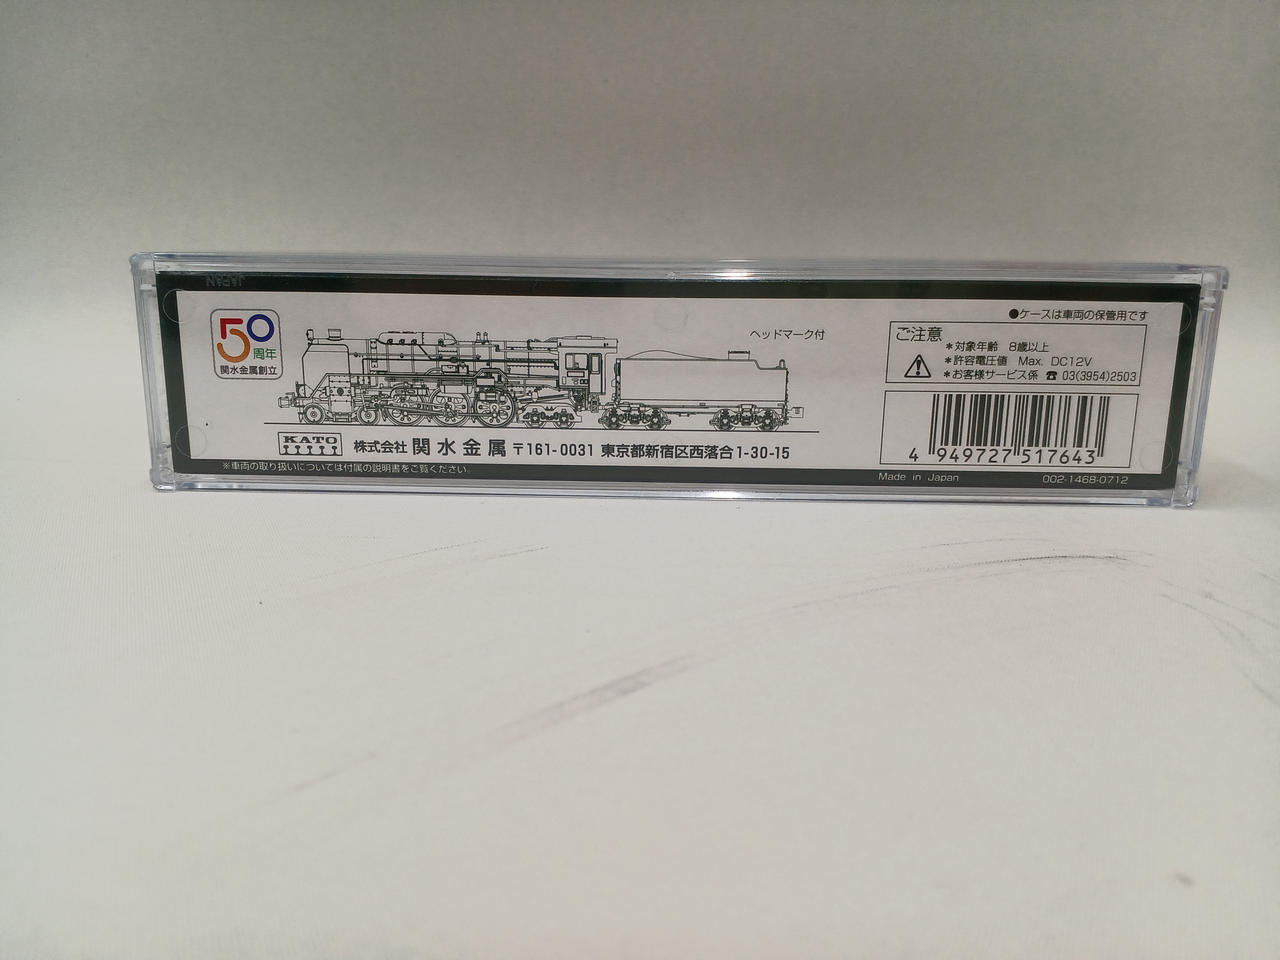 JAPAN
50
周年
関水金属創立
ヘッドマーク付
●ケースは車両の保管用です
ご注意
*対象年齢 8歳以上
*許容電圧値 Max. DC12V
*お客様サービス係 ☎ 03(3954)2503
KATO 株式会社 関水金属 〒161-0031 東京都新宿区西落合1-30-15
※車両の取り扱いについては付属の説明書をご覧ください。
4 949727 517643
Made in Japan 002-1468-0712